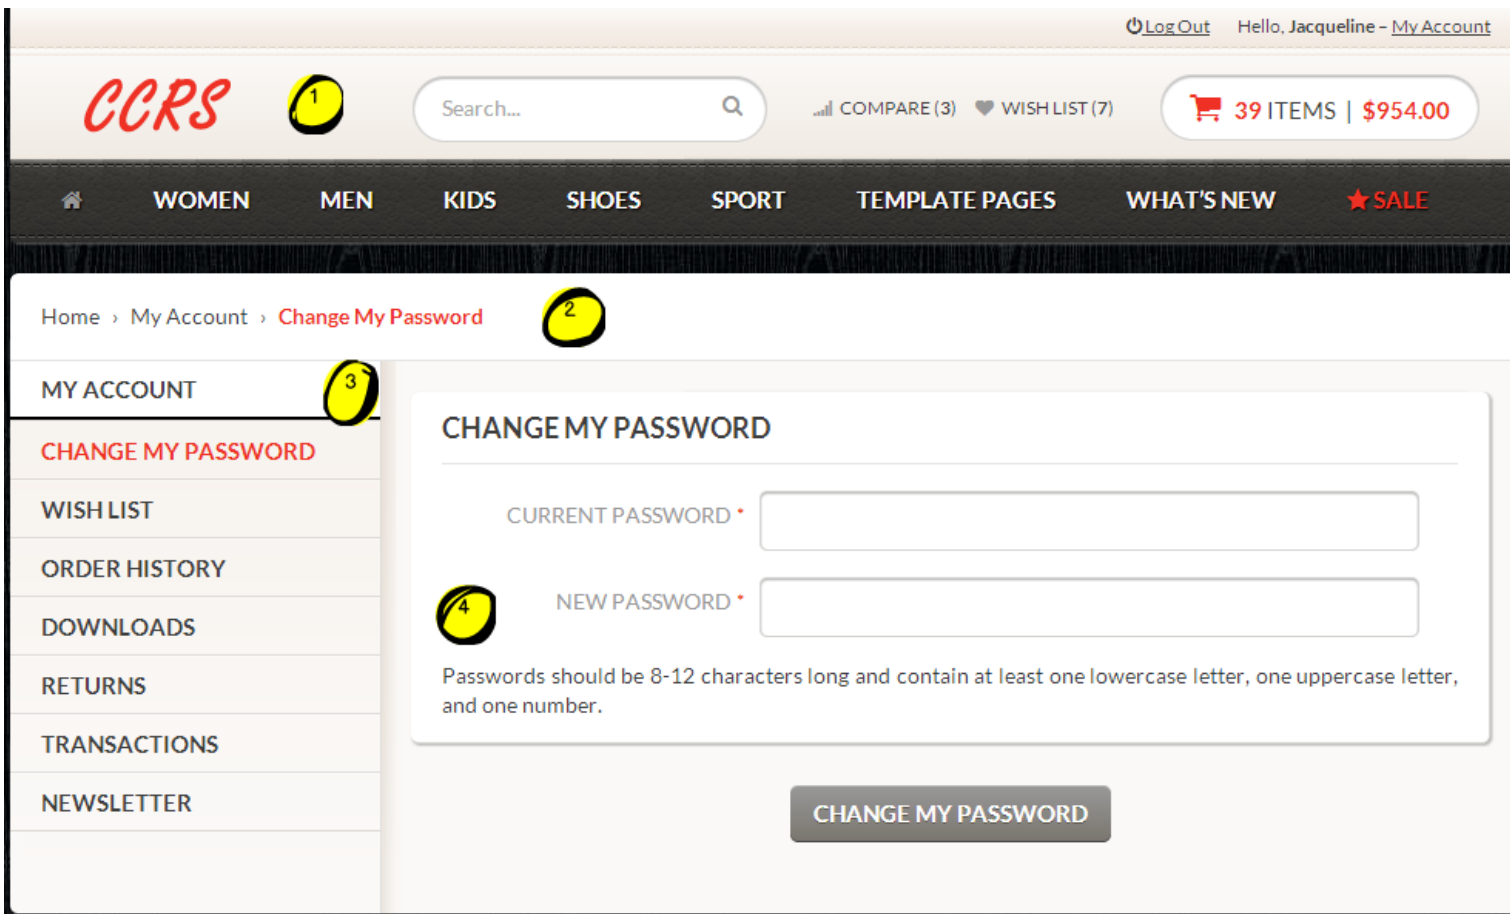 Log Out Hello, Jacqueline – My Account
CCRS 1 Search... COMPARE (3) WISH LIST (7) 39 ITEMS | $954.00
WOMEN MEN KIDS SHOES SPORT TEMPLATE PAGES WHAT'S NEW SALE
Home › My Account › Change My Password 2
MY ACCOUNT 3
CHANGE MY PASSWORD
WISH LIST
ORDER HISTORY
DOWNLOADS
RETURNS
TRANSACTIONS
NEWSLETTER
CHANGE MY PASSWORD
CURRENT PASSWORD *
4 NEW PASSWORD *
Passwords should be 8-12 characters long and contain at least one lowercase letter, one uppercase letter,
and one number.
CHANGE MY PASSWORD